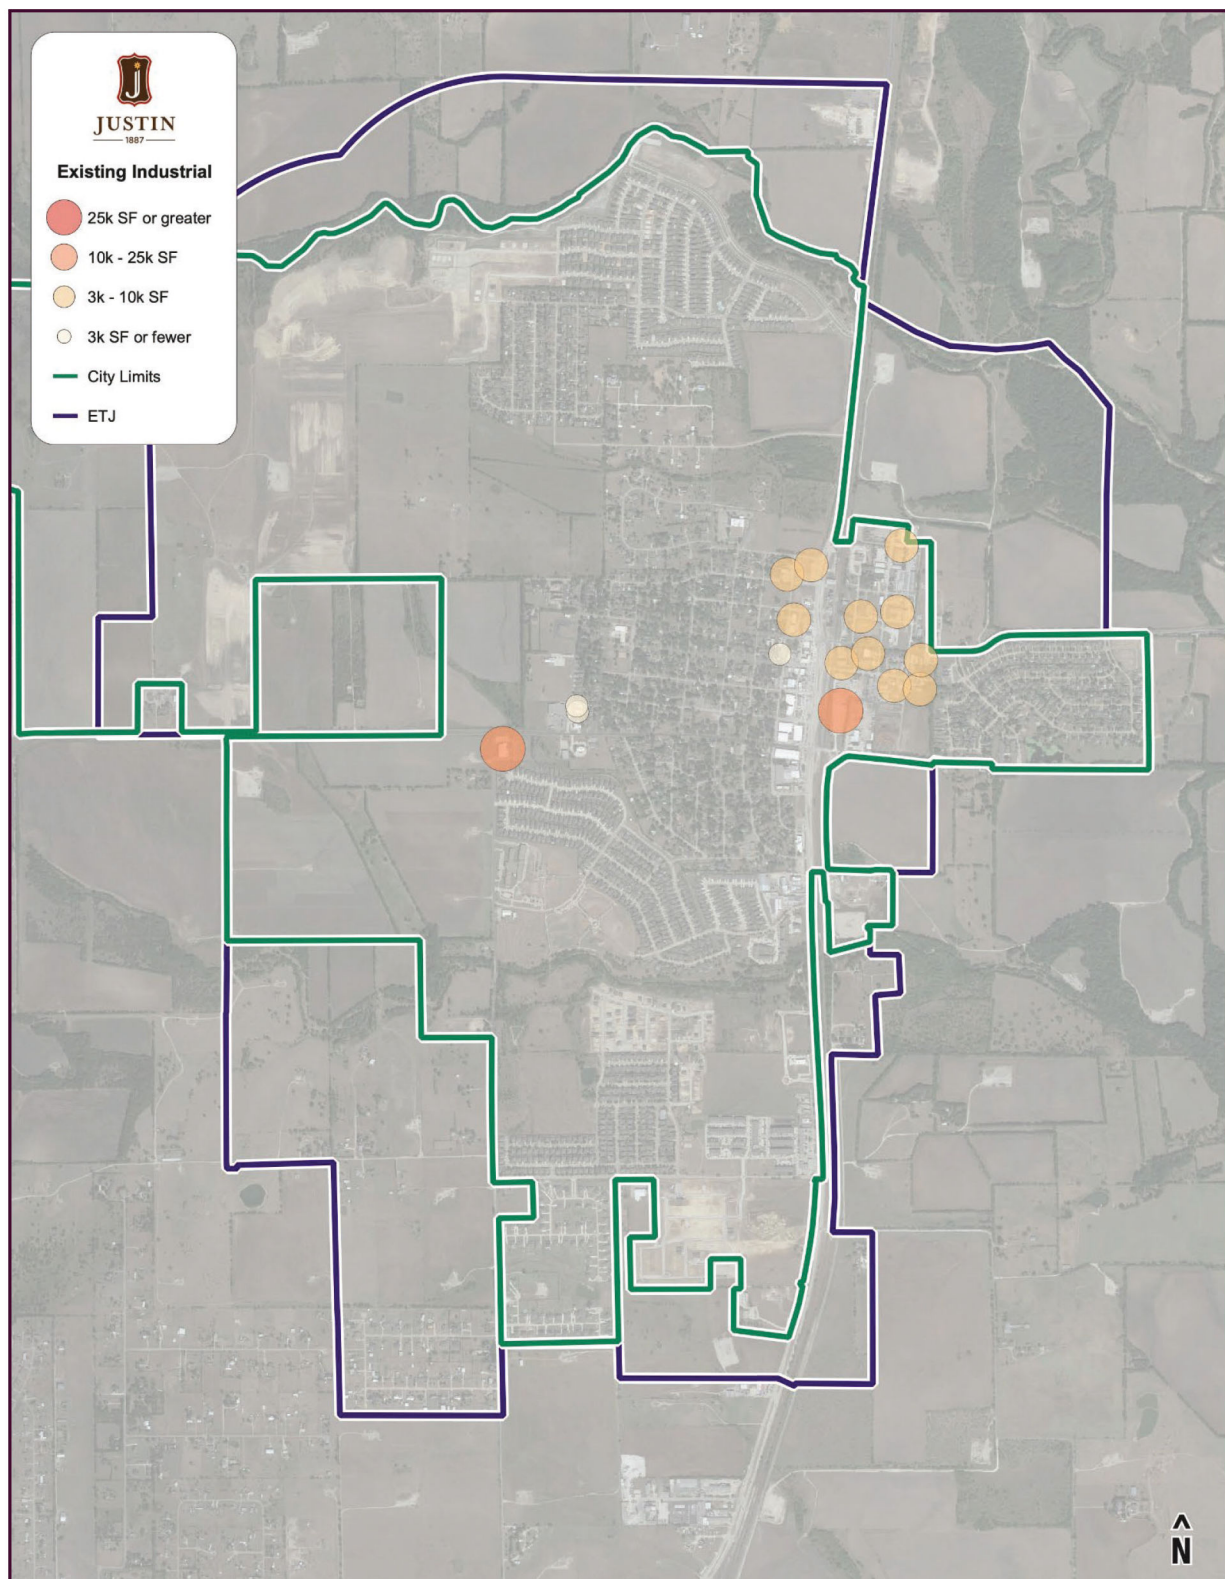 J
JUSTIN
1887
Existing Industrial
25k SF or greater
10k - 25k SF
3k - 10k SF
3k SF or fewer
City Limits
ETJ
N